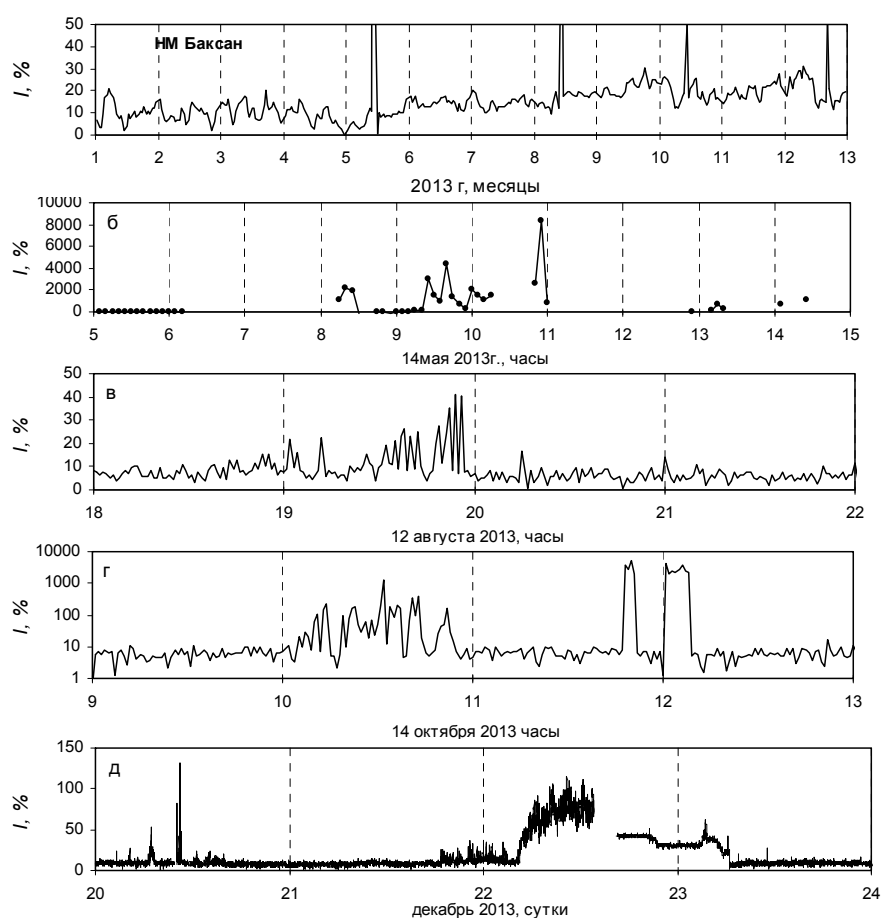 50
40
30
20
10
0
I, %
НМ Баксан
1 2 3 4 5 6 7 8 9 10 11 12 13
2013 г, месяцы
10000
8000
6000
4000
2000
0
I, %
б
5 6 7 8 9 10 11 12 13 14 15
14мая 2013г., часы
50
40
30
20
10
0
I, %
в
18 19 20 21 22
12 августа 2013, часы
10000
1000
100
10
1
I, %
г
9 10 11 12 13
14 октября 2013 часы
150
100
50
0
I, %
д
20 21 22 23 24
декабрь 2013, сутки